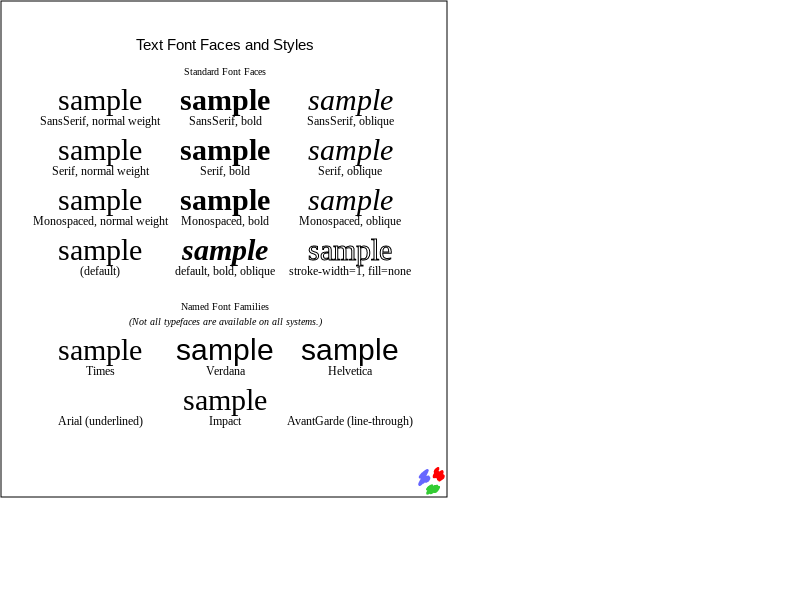 Text Font Faces and Styles
Standard Font Faces
sample sample sample
SansSerif, normal weight SansSerif, bold SansSerif, oblique
sample sample sample
Serif, normal weight Serif, bold Serif, oblique
sample sample sample
Monospaced, normal weight Monospaced, bold Monospaced, oblique
sample sample sample
(default) default, bold, oblique stroke-width=1, fill=none
Named Font Families
(Not all typefaces are available on all systems.)
sample sample sample
Times Verdana Helvetica
sample
Arial (underlined) Impact AvantGarde (line-through)